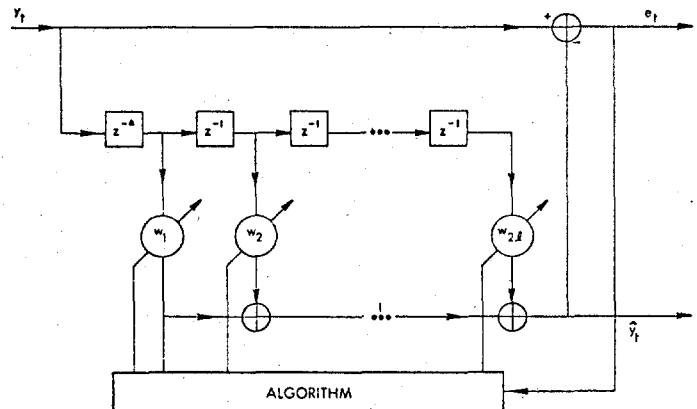 y_t
+
e_t
-
z^-Δ
z^-1
z^-1
•••
z^-1
w_1
w_2
w_2ℓ
•••
ŷ_t
ALGORITHM